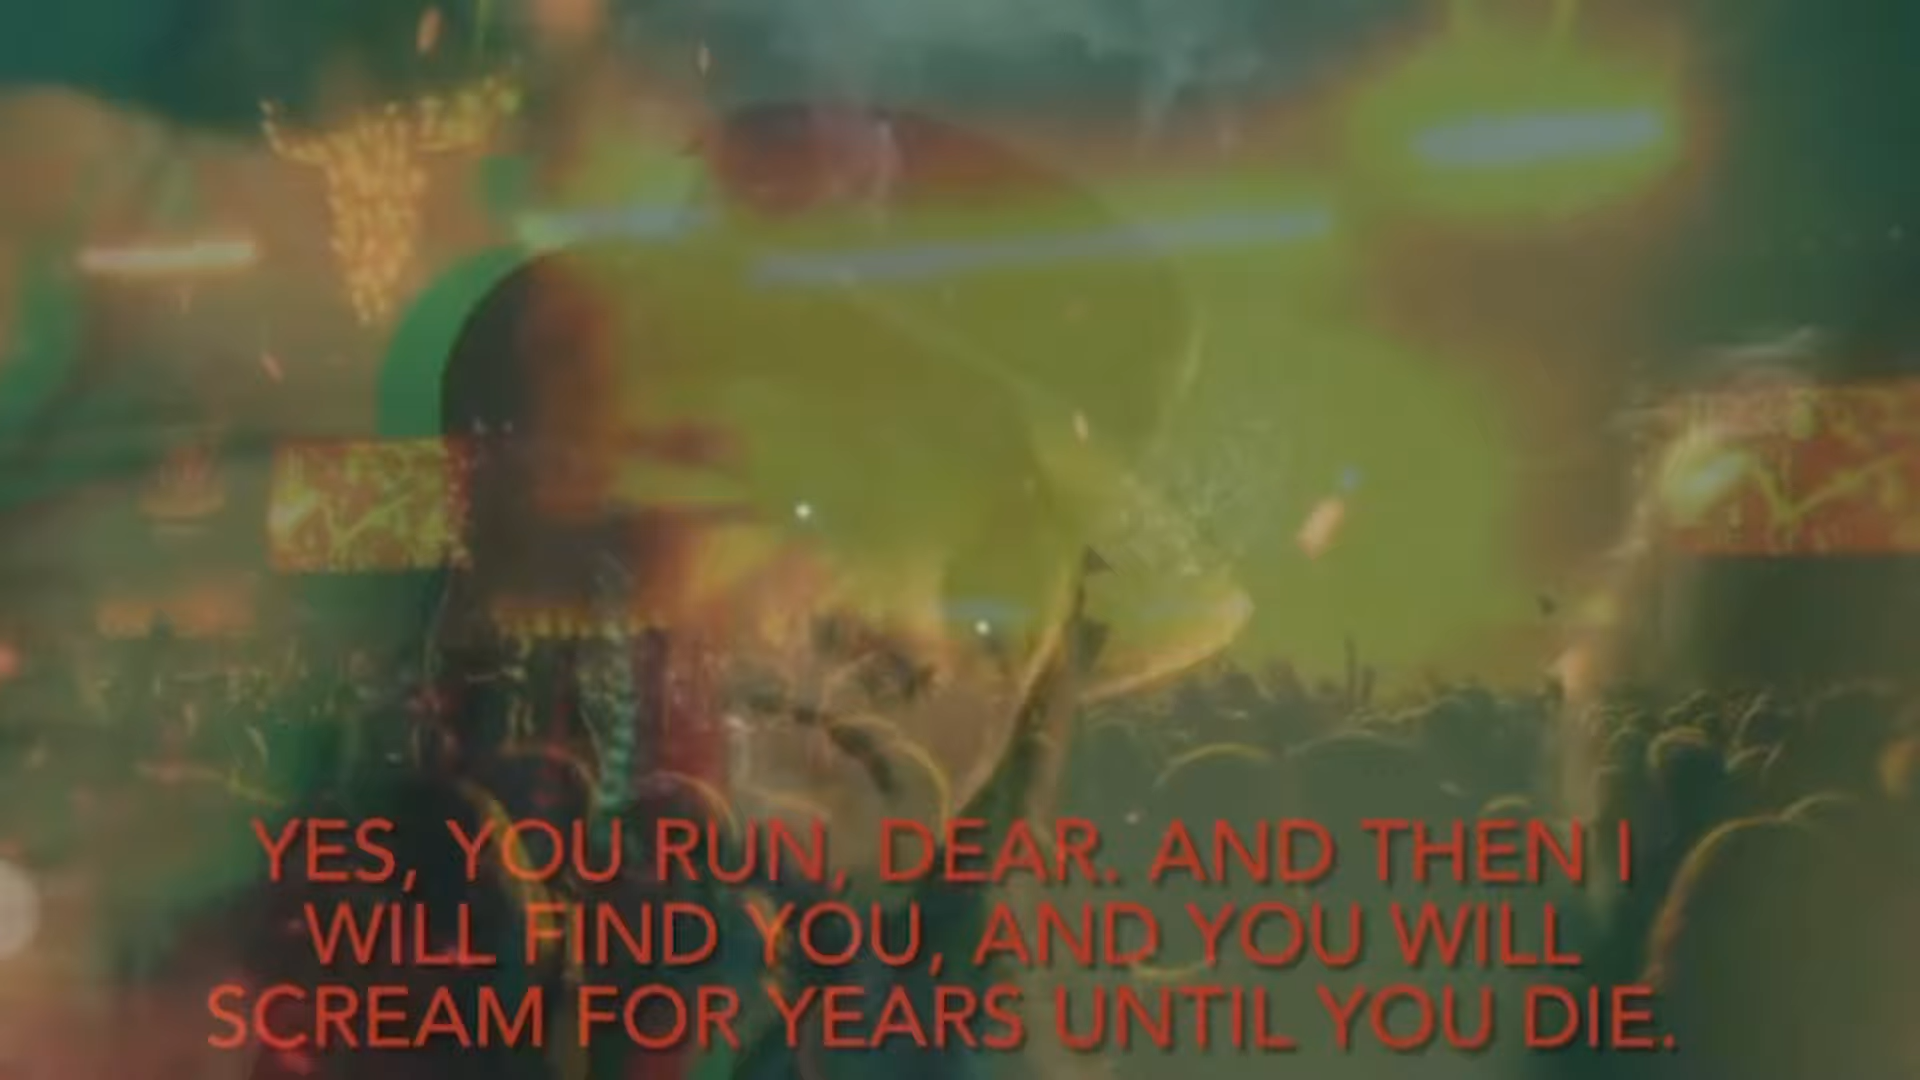 YES, YOU RUN, DEAR. AND THEN I
WILL FIND YOU, AND YOU WILL
SCREAM FOR YEARS UNTIL YOU DIE.